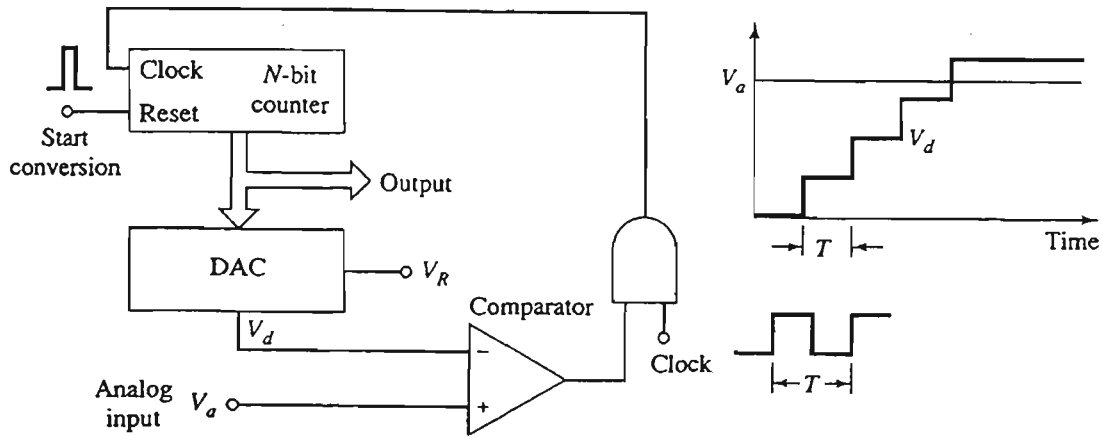 Clock
N-bit
counter
Reset
Start
conversion
Output
DAC
V_R
V_d
Comparator
−
+
Analog
input
V_a
Clock
V_a
V_d
Time
T
T